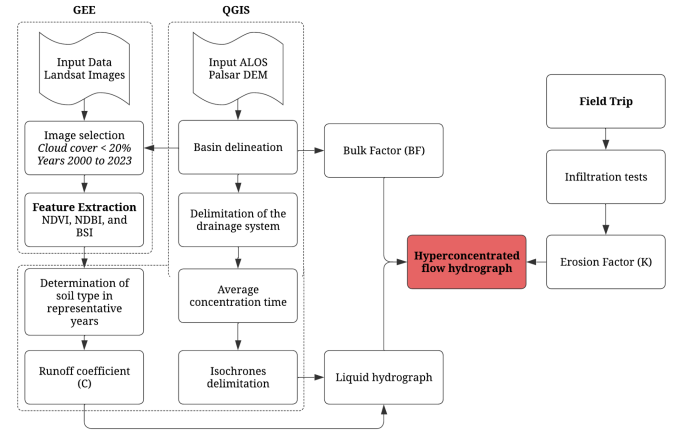 GEE
QGIS
Input Data
Landsat Images
Input ALOS
Palsar DEM
Field Trip
Image selection
Cloud cover < 20%
Years 2000 to 2023
Basin delineation
Bulk Factor (BF)
Infiltration tests
Feature Extraction
NDVI, NDBI, and
BSI
Delimitation of the
drainage system
Hyperconcentrated
flow hydrograph
Erosion Factor (K)
Determination of
soil type in
representative
years
Average
concentration time
Runoff coefficient
(C)
Isochrones
delimitation
Liquid hydrograph